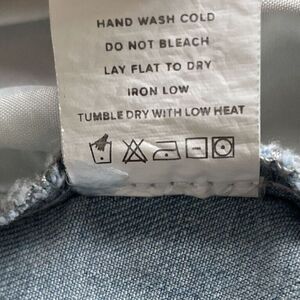 HAND WASH COLD
DO NOT BLEACH
LAY FLAT TO DRY
IRON LOW
TUMBLE DRY WITH LOW HEAT